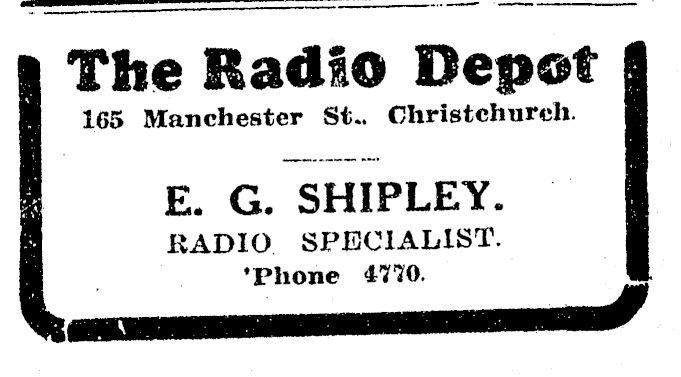 The Radio Depot
165 Manchester St., Christchurch.
E. G. SHIPLEY.
RADIO SPECIALIST.
'Phone 4770.